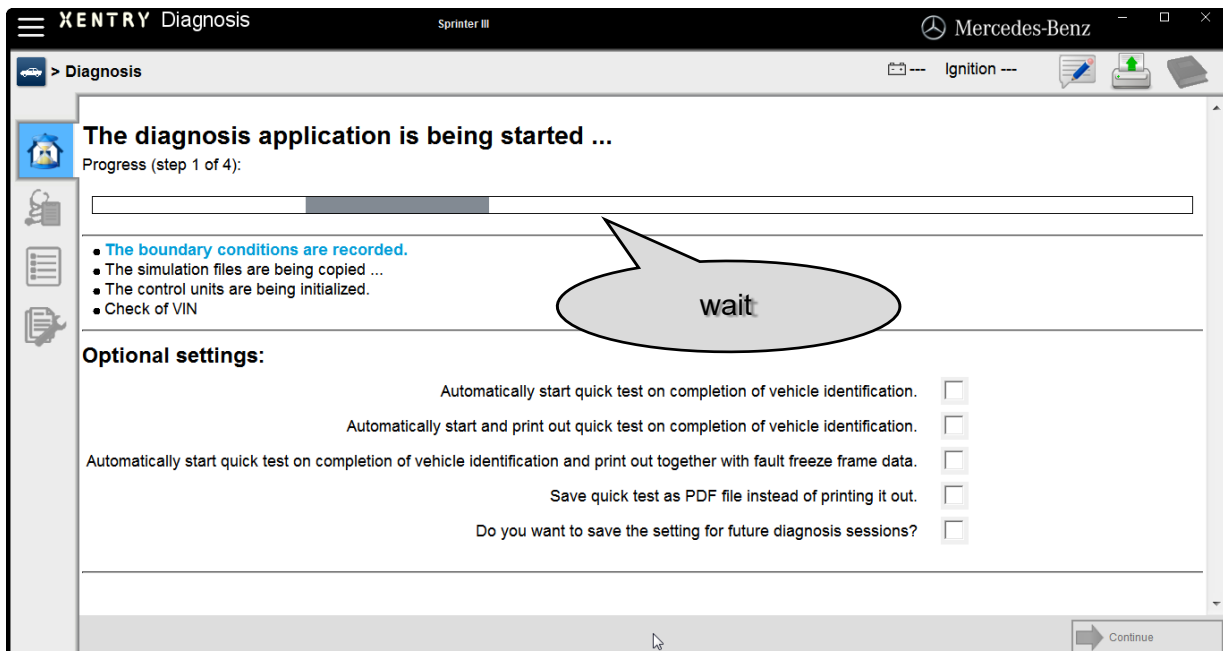 XENTRY Diagnosis
Sprinter III
Mercedes-Benz
> Diagnosis
---
Ignition ---
The diagnosis application is being started ...
Progress (step 1 of 4):
• The boundary conditions are recorded.
• The simulation files are being copied ...
• The control units are being initialized.
• Check of VIN
wait
Optional settings:
Automatically start quick test on completion of vehicle identification.
Automatically start and print out quick test on completion of vehicle identification.
Automatically start quick test on completion of vehicle identification and print out together with fault freeze frame data.
Save quick test as PDF file instead of printing it out.
Do you want to save the setting for future diagnosis sessions?
Continue